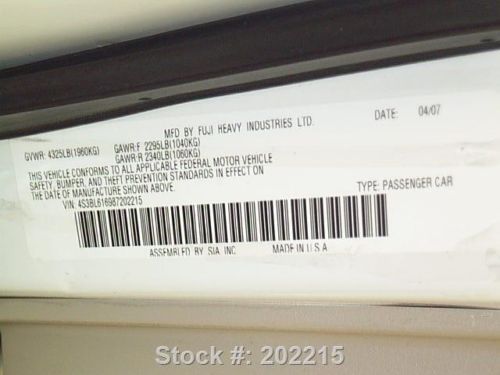 MFD BY FUJI HEAVY INDUSTRIES LTD. DATE: 04/07
GVWR: 4325LB(1960KG) GAWR:F 2295LB(1040KG)
GAWR:R 2340LB(1060KG)
THIS VEHICLE CONFORMS TO ALL APPLICABLE FEDERAL MOTOR VEHICLE
SAFETY, BUMPER, AND THEFT PREVENTION STANDARDS IN EFFECT ON
THE DATE OF MANUFACTURE SHOWN ABOVE.
VIN: 4S3BL616987202215 TYPE: PASSENGER CAR
ASSEMBLED BY SIA, INC. MADE IN U.S.A
Stock #: 202215